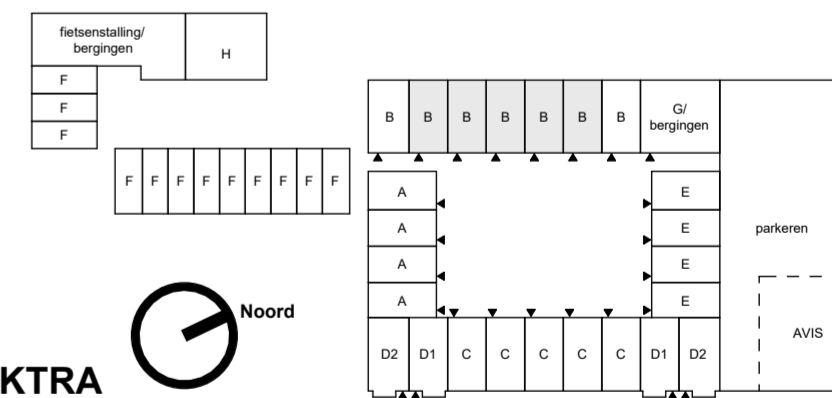 fietsenstalling/
bergingen
H
F
F
F
F F F F F F F F F
B B B B B B B
G/
bergingen
A
A
A
A
E
E
E
E
parkeren
AVIS
D2 D1 C C C C C D1 D2
Noord
KTRA